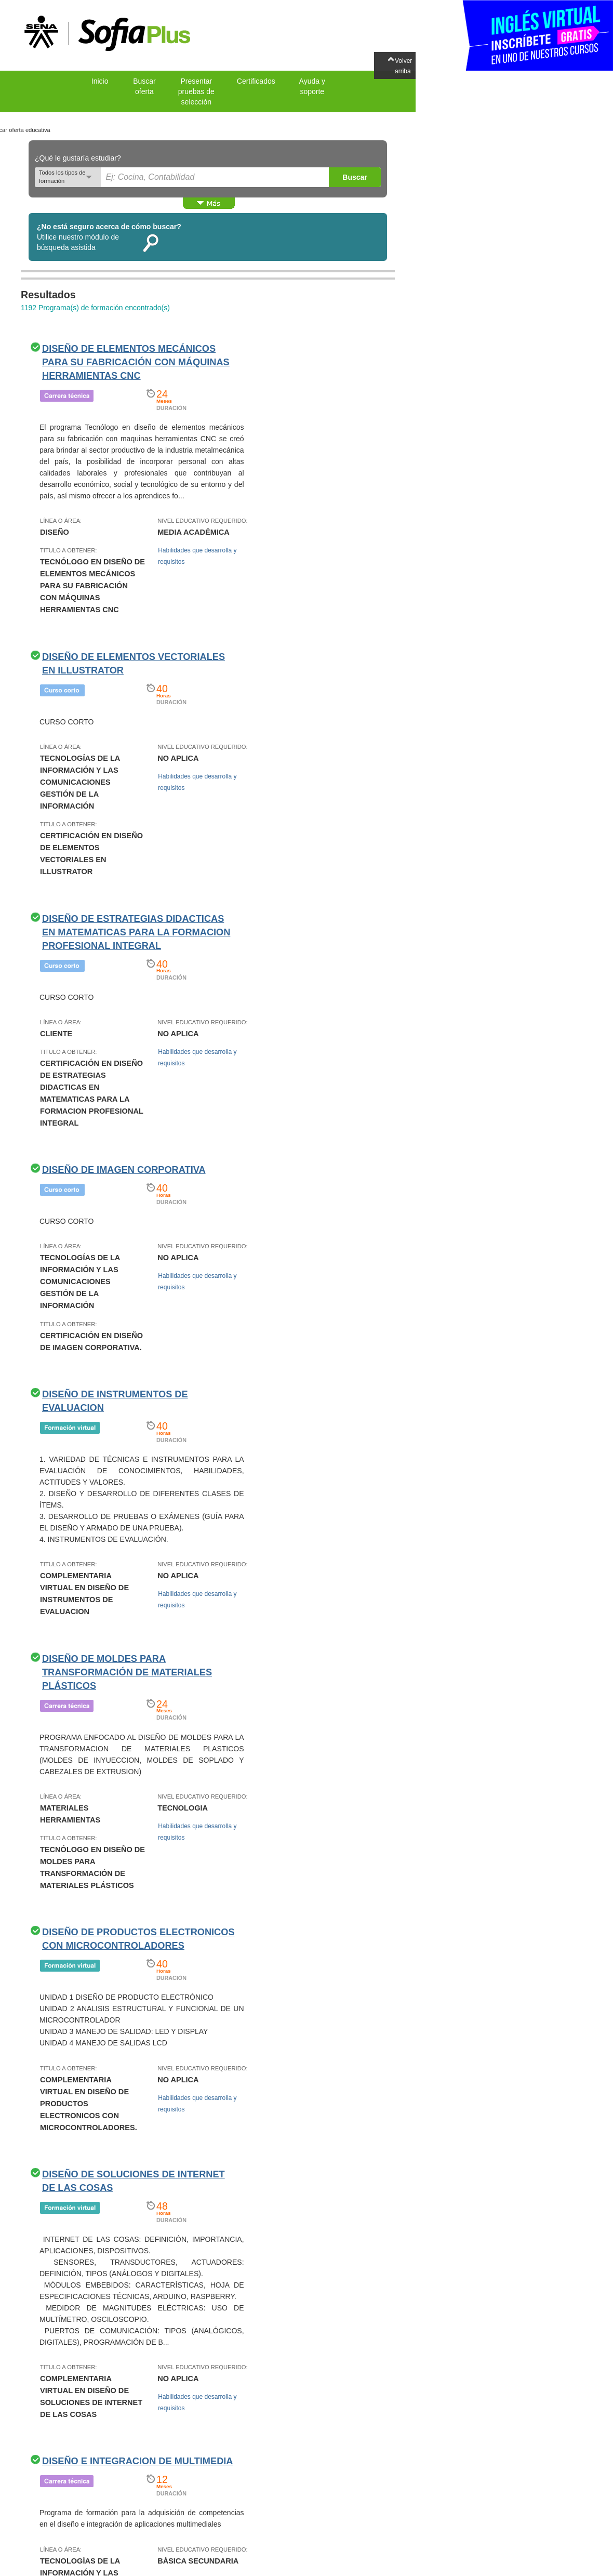 SENA
SofiaPlus
INGLÉS VIRTUAL
INSCRÍBETE GRATIS
EN UNO DE NUESTROS CURSOS
Volver
arriba
Inicio
Buscar
oferta
Presentar
pruebas de
selección
Certificados
Ayuda y
soporte
car oferta educativa
¿Qué le gustaría estudiar?
Todos los tipos de
formación
Ej: Cocina, Contabilidad
Buscar
Más
¿No está seguro acerca de cómo buscar?
Utilice nuestro módulo de
búsqueda asistida
Resultados
1192 Programa(s) de formación encontrado(s)
DISEÑO DE ELEMENTOS MECÁNICOS
PARA SU FABRICACIÓN CON MÁQUINAS
HERRAMIENTAS CNC
Carrera técnica
24
Meses
DURACIÓN
El programa Tecnólogo en diseño de elementos mecánicos
para su fabricación con maquinas herramientas CNC se creó
para brindar al sector productivo de la industria metalmecánica
del país, la posibilidad de incorporar personal con altas
calidades laborales y profesionales que contribuyan al
desarrollo económico, social y tecnológico de su entorno y del
país, así mismo ofrecer a los aprendices fo...
LÍNEA O ÁREA:
DISEÑO
TITULO A OBTENER:
TECNÓLOGO EN DISEÑO DE
ELEMENTOS MECÁNICOS
PARA SU FABRICACIÓN
CON MÁQUINAS
HERRAMIENTAS CNC
NIVEL EDUCATIVO REQUERIDO:
MEDIA ACADÉMICA
Habilidades que desarrolla y
requisitos
DISEÑO DE ELEMENTOS VECTORIALES
EN ILLUSTRATOR
Curso corto
40
Horas
DURACIÓN
CURSO CORTO
LÍNEA O ÁREA:
TECNOLOGÍAS DE LA
INFORMACIÓN Y LAS
COMUNICACIONES
GESTIÓN DE LA
INFORMACIÓN
TITULO A OBTENER:
CERTIFICACIÓN EN DISEÑO
DE ELEMENTOS
VECTORIALES EN
ILLUSTRATOR
NIVEL EDUCATIVO REQUERIDO:
NO APLICA
Habilidades que desarrolla y
requisitos
DISEÑO DE ESTRATEGIAS DIDACTICAS
EN MATEMATICAS PARA LA FORMACION
PROFESIONAL INTEGRAL
Curso corto
40
Horas
DURACIÓN
CURSO CORTO
LÍNEA O ÁREA:
CLIENTE
TITULO A OBTENER:
CERTIFICACIÓN EN DISEÑO
DE ESTRATEGIAS
DIDACTICAS EN
MATEMATICAS PARA LA
FORMACION PROFESIONAL
INTEGRAL
NIVEL EDUCATIVO REQUERIDO:
NO APLICA
Habilidades que desarrolla y
requisitos
DISEÑO DE IMAGEN CORPORATIVA
Curso corto
40
Horas
DURACIÓN
CURSO CORTO
LÍNEA O ÁREA:
TECNOLOGÍAS DE LA
INFORMACIÓN Y LAS
COMUNICACIONES
GESTIÓN DE LA
INFORMACIÓN
TITULO A OBTENER:
CERTIFICACIÓN EN DISEÑO
DE IMAGEN CORPORATIVA.
NIVEL EDUCATIVO REQUERIDO:
NO APLICA
Habilidades que desarrolla y
requisitos
DISEÑO DE INSTRUMENTOS DE
EVALUACION
Formación virtual
40
Horas
DURACIÓN
1. VARIEDAD DE TÉCNICAS E INSTRUMENTOS PARA LA
EVALUACIÓN DE CONOCIMIENTOS, HABILIDADES,
ACTITUDES Y VALORES.
2. DISEÑO Y DESARROLLO DE DIFERENTES CLASES DE
ÍTEMS.
3. DESARROLLO DE PRUEBAS O EXÁMENES (GUÍA PARA
EL DISEÑO Y ARMADO DE UNA PRUEBA).
4. INSTRUMENTOS DE EVALUACIÓN.
TITULO A OBTENER:
COMPLEMENTARIA
VIRTUAL EN DISEÑO DE
INSTRUMENTOS DE
EVALUACION
NIVEL EDUCATIVO REQUERIDO:
NO APLICA
Habilidades que desarrolla y
requisitos
DISEÑO DE MOLDES PARA
TRANSFORMACIÓN DE MATERIALES
PLÁSTICOS
Carrera técnica
24
Meses
DURACIÓN
PROGRAMA ENFOCADO AL DISEÑO DE MOLDES PARA LA
TRANSFORMACION DE MATERIALES PLASTICOS
(MOLDES DE INYUECCION, MOLDES DE SOPLADO Y
CABEZALES DE EXTRUSION)
LÍNEA O ÁREA:
MATERIALES
HERRAMIENTAS
TITULO A OBTENER:
TECNÓLOGO EN DISEÑO DE
MOLDES PARA
TRANSFORMACIÓN DE
MATERIALES PLÁSTICOS
NIVEL EDUCATIVO REQUERIDO:
TECNOLOGIA
Habilidades que desarrolla y
requisitos
DISEÑO DE PRODUCTOS ELECTRONICOS
CON MICROCONTROLADORES
Formación virtual
40
Horas
DURACIÓN
UNIDAD 1 DISEÑO DE PRODUCTO ELECTRÓNICO
UNIDAD 2 ANALISIS ESTRUCTURAL Y FUNCIONAL DE UN
MICROCONTROLADOR
UNIDAD 3 MANEJO DE SALIDAD: LED Y DISPLAY
UNIDAD 4 MANEJO DE SALIDAS LCD
TITULO A OBTENER:
COMPLEMENTARIA
VIRTUAL EN DISEÑO DE
PRODUCTOS
ELECTRONICOS CON
MICROCONTROLADORES.
NIVEL EDUCATIVO REQUERIDO:
NO APLICA
Habilidades que desarrolla y
requisitos
DISEÑO DE SOLUCIONES DE INTERNET
DE LAS COSAS
Formación virtual
48
Horas
DURACIÓN
INTERNET DE LAS COSAS: DEFINICIÓN, IMPORTANCIA,
APLICACIONES, DISPOSITIVOS.
SENSORES, TRANSDUCTORES, ACTUADORES:
DEFINICIÓN, TIPOS (ANÁLOGOS Y DIGITALES).
MÓDULOS EMBEBIDOS: CARACTERÍSTICAS, HOJA DE
ESPECIFICACIONES TÉCNICAS, ARDUINO, RASPBERRY.
MEDIDOR DE MAGNITUDES ELÉCTRICAS: USO DE
MULTÍMETRO, OSCILOSCOPIO.
PUERTOS DE COMUNICACIÓN: TIPOS (ANALÓGICOS,
DIGITALES), PROGRAMACIÓN DE B...
TITULO A OBTENER:
COMPLEMENTARIA
VIRTUAL EN DISEÑO DE
SOLUCIONES DE INTERNET
DE LAS COSAS
NIVEL EDUCATIVO REQUERIDO:
NO APLICA
Habilidades que desarrolla y
requisitos
DISEÑO E INTEGRACION DE MULTIMEDIA
Carrera técnica
12
Meses
DURACIÓN
Programa de formación para la adquisición de competencias
en el diseño e integración de aplicaciones multimediales
LÍNEA O ÁREA:
TECNOLOGÍAS DE LA
INFORMACIÓN Y LAS
NIVEL EDUCATIVO REQUERIDO:
BÁSICA SECUNDARIA